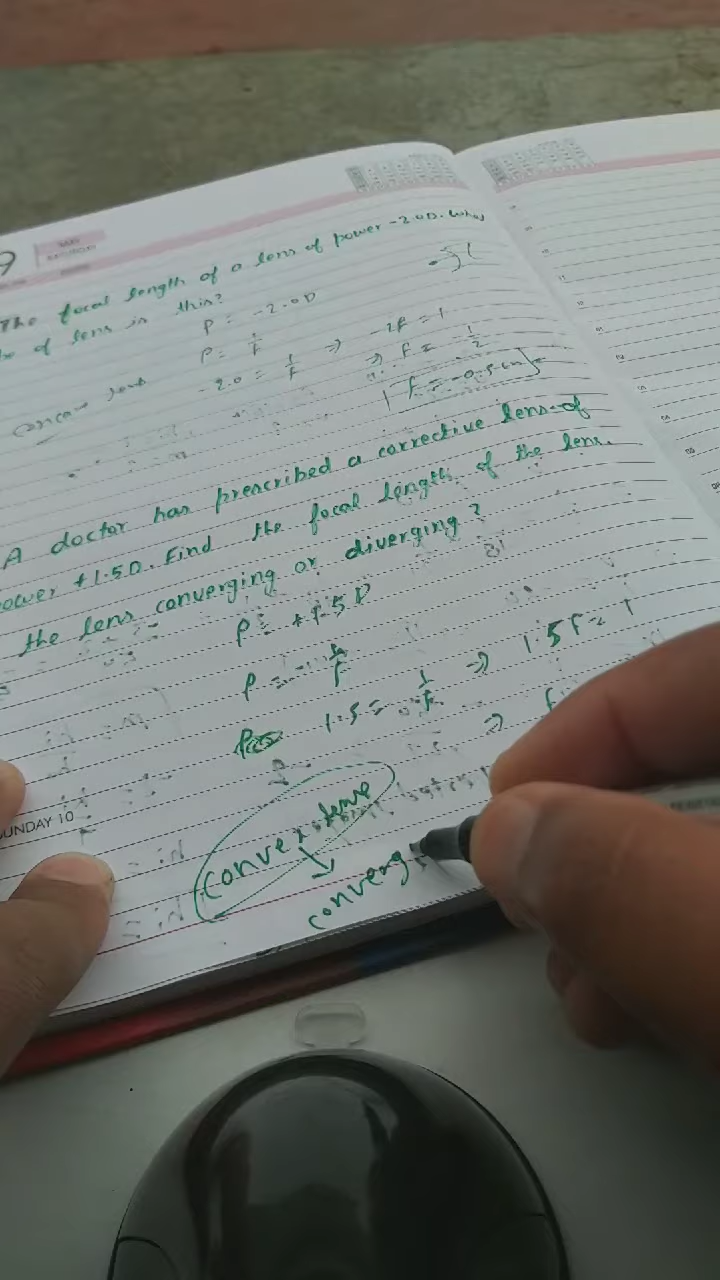 The focal length of a lens of power -2.0D. What
of lens is this?
P = -2.0D
P = 1/F
-2.0 = 1/F ⇒ -2F = 1
⇒ F = -1/2
F = -0.5 m
A doctor has prescribed a corrective lens of
power +1.5D. Find the focal length of the lens.
the lens converging or diverging?
P = +1.5D
P = 1/F
1.5 = 1/F ⇒ 1.5F = 1
⇒ F
convex lens
converg
SUNDAY 10